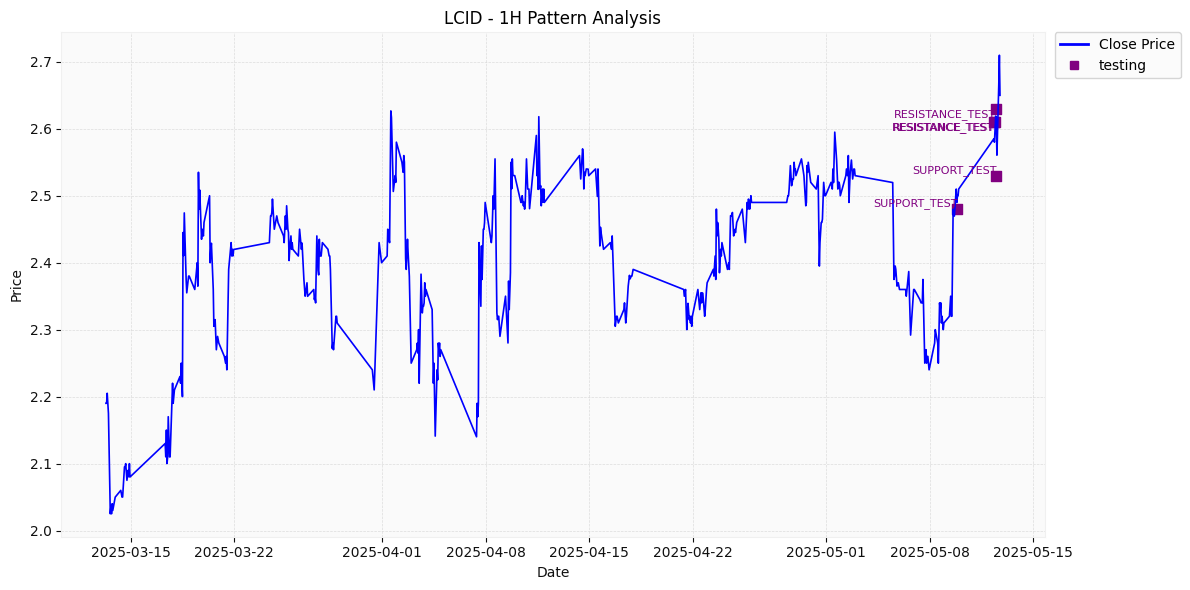 LCID - 1H Pattern Analysis
Close Price
testing
2.7
2.6
2.5
2.4
2.3
2.2
2.1
2.0
Price
RESISTANCE_TEST
RESISTANCE_TEST
SUPPORT_TEST
SUPPORT_TEST
2025-03-15
2025-03-22
2025-04-01
2025-04-08
2025-04-15
2025-04-22
2025-05-01
2025-05-08
2025-05-15
Date